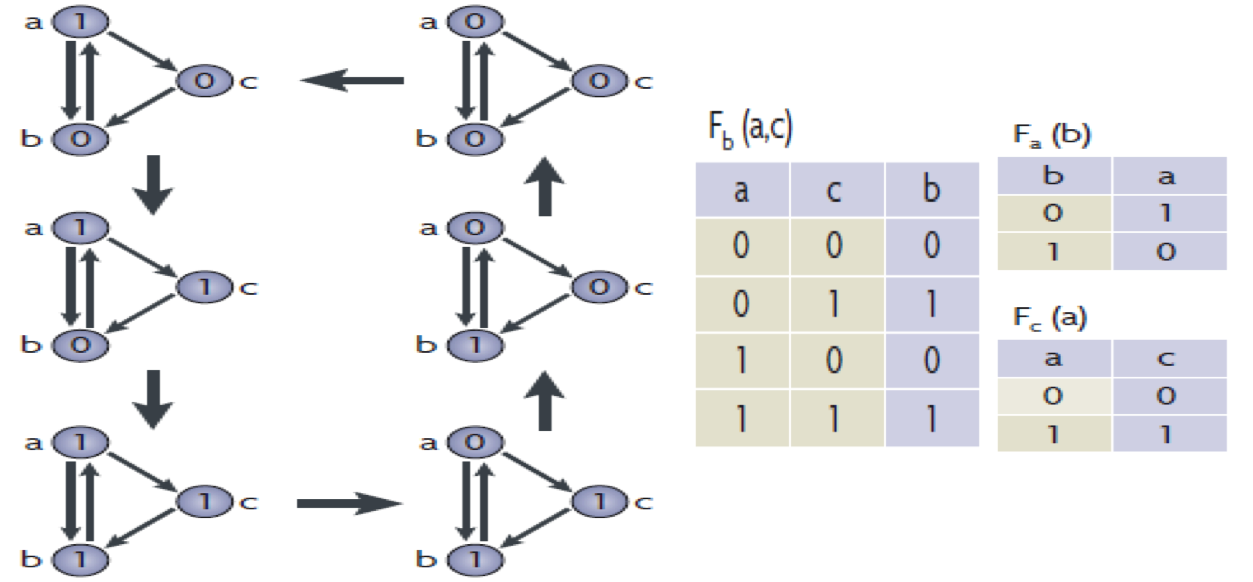 a 1
0 c
b 0
a 1
1 c
b 0
a 1
1 c
b 1
a 0
0 c
b 0
a 0
0 c
b 1
a 0
1 c
b 1
F_b (a,c)
a c b
0 0 0
0 1 1
1 0 0
1 1 1
F_a (b)
b a
0 1
1 0
F_c (a)
a c
0 0
1 1